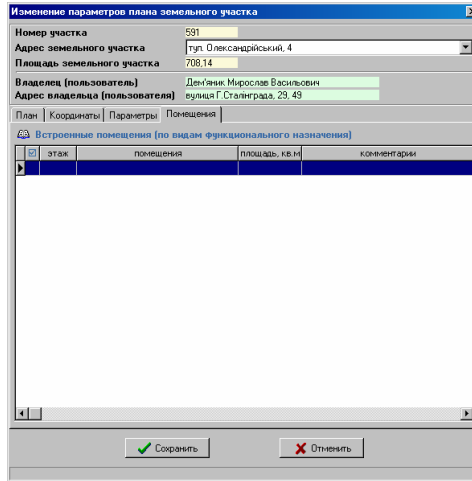 Изменение параметров плана земельного участка
Номер участка 591
Адрес земельного участка туп. Олександрійський, 4
Площадь земельного участка 708,14
Владелец (пользователь) Дем'яник Мирослав Васильович
Адрес владельца (пользователя) вулиця Г.Сталінграда, 29, 49
План Координаты Параметры Помещения
Встроенные помещения (по видам функционального назначения)
этаж помещения площадь, кв.м комментарии
Сохранить Отменить